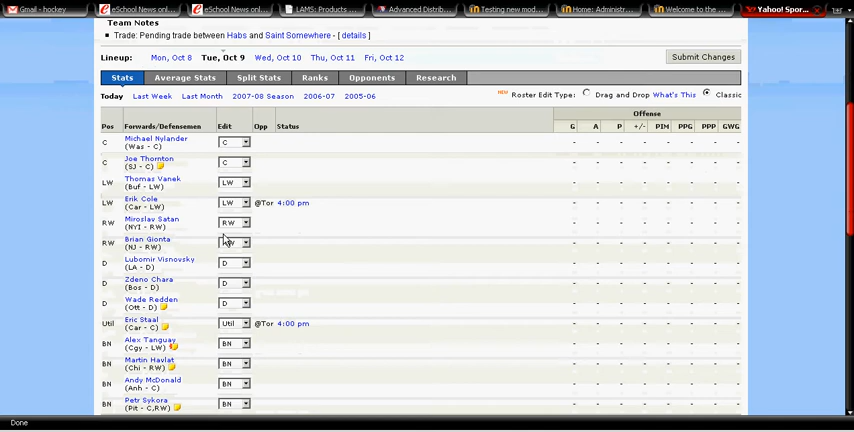 Gmail - hockey eSchool News onl... eSchool News onl... LAMS: Products ... Advanced Distrib... Testing new mod... Home: Administr... Welcome to the ... Yahoo! Spor...
Team Notes
Trade: Pending trade between Habs and Saint Somewhere - [ details ]
Lineup: Mon, Oct 8 Tue, Oct 9 Wed, Oct 10 Thu, Oct 11 Fri, Oct 12 Submit Changes
Stats Average Stats Split Stats Ranks Opponents Research
Today Last Week Last Month 2007-08 Season 2006-07 2005-06 NEW Roster Edit Type: Drag and Drop What's This Classic
Offense
Pos Forwards/Defensemen Edit Opp Status G A P +/- PIM PPG PPP GWG
C Michael Nylander C - - - - - - - -
(Was - C)
C Joe Thornton C - - - - - - - -
(SJ - C)
LW Thomas Vanek LW - - - - - - - -
(Buf - LW)
LW Erik Cole LW @Tor 4:00 pm - - - - - - - -
(Car - LW)
RW Miroslav Satan RW - - - - - - - -
(NYI - RW)
RW Brian Gionta - - - - - - - -
(NJ - RW)
D Lubomir Visnovsky D - - - - - - - -
(LA - D)
D Zdeno Chara D - - - - - - - -
(Bos - D)
D Wade Redden D - - - - - - - -
(Ott - D)
Util Eric Staal Util @Tor 4:00 pm - - - - - - - -
(Car - C)
BN Alex Tanguay BN - - - - - - - -
(Cgy - LW)
BN Martin Havlat BN - - - - - - - -
(Chi - RW)
BN Andy McDonald BN - - - - - - - -
(Anh - C)
BN Petr Sykora BN - - - - - - - -
(Pit - C,RW)
Done